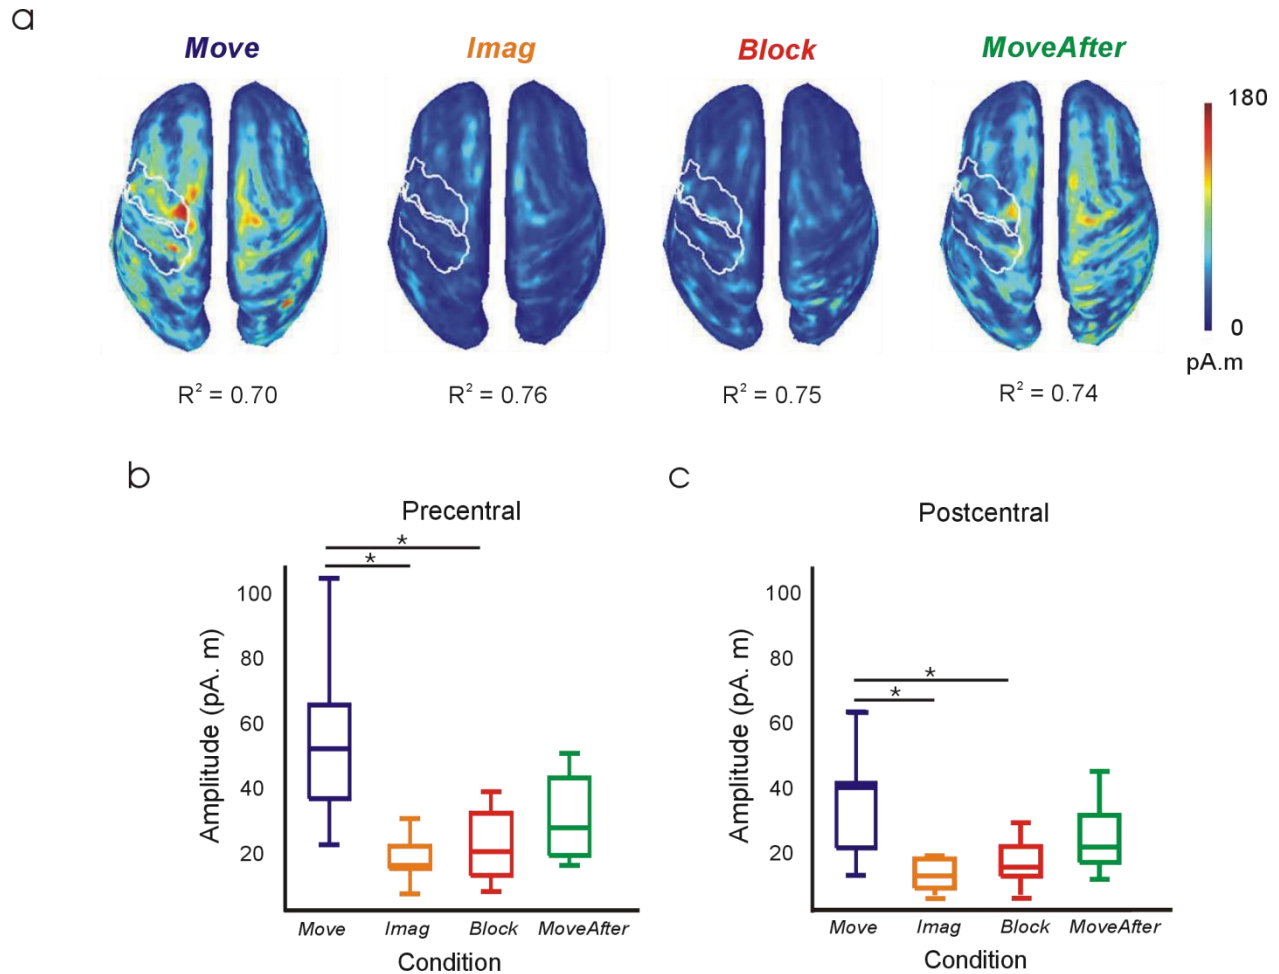 a
Move Imag Block MoveAfter
180
0
pA.m
R² = 0.70 R² = 0.76 R² = 0.75 R² = 0.74
b
Precentral
* 
*
100
80
60
40
20
Amplitude (pA. m)
Move Imag Block MoveAfter
Condition
c
Postcentral
*
*
100
80
60
40
20
Amplitude (pA. m)
Move Imag Block MoveAfter
Condition